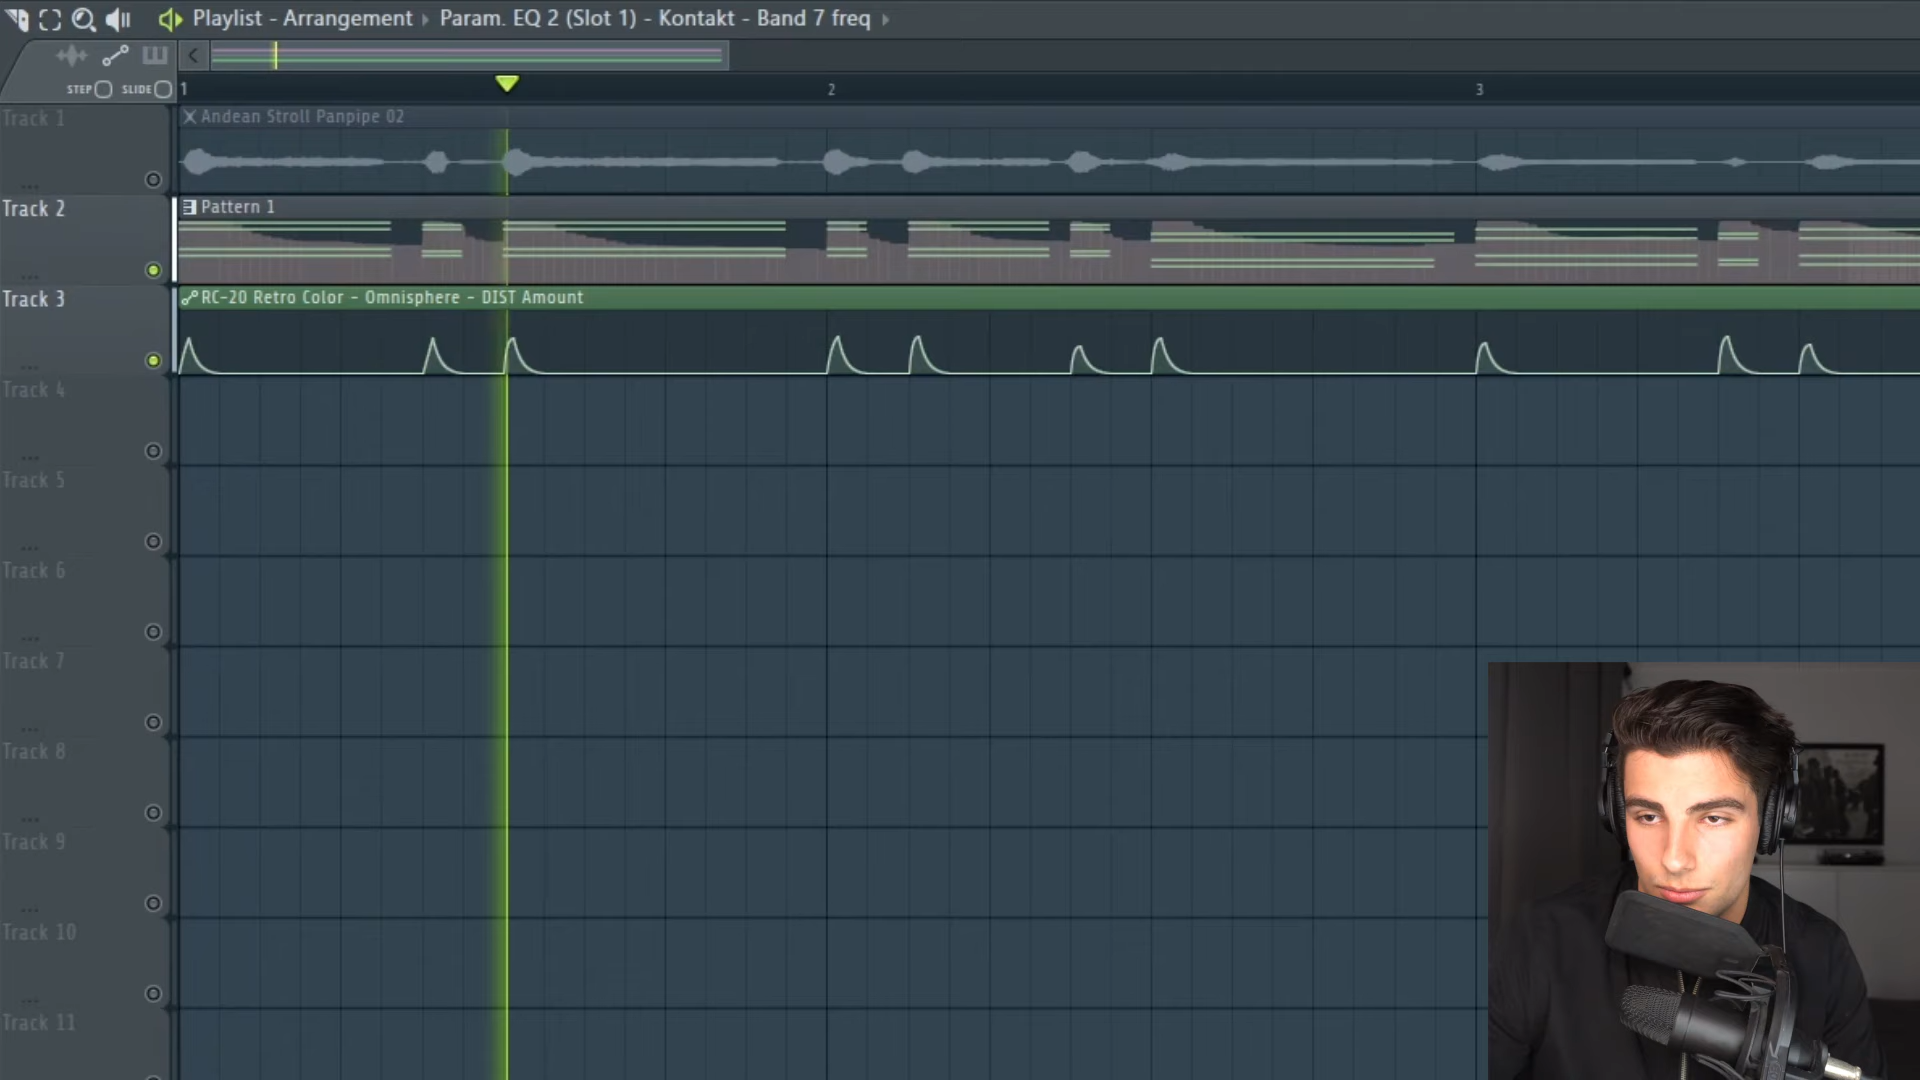 Playlist - Arrangement › Param. EQ 2 (Slot 1) - Kontakt - Band 7 freq ›
STEP SLIDE 1 2 3
Track 1
Andean Stroll Panpipe 02
Track 2
Pattern 1
Track 3
RC-20 Retro Color - Omnisphere - DIST Amount
Track 4
Track 5
Track 6
Track 7
Track 8
Track 9
Track 10
Track 11